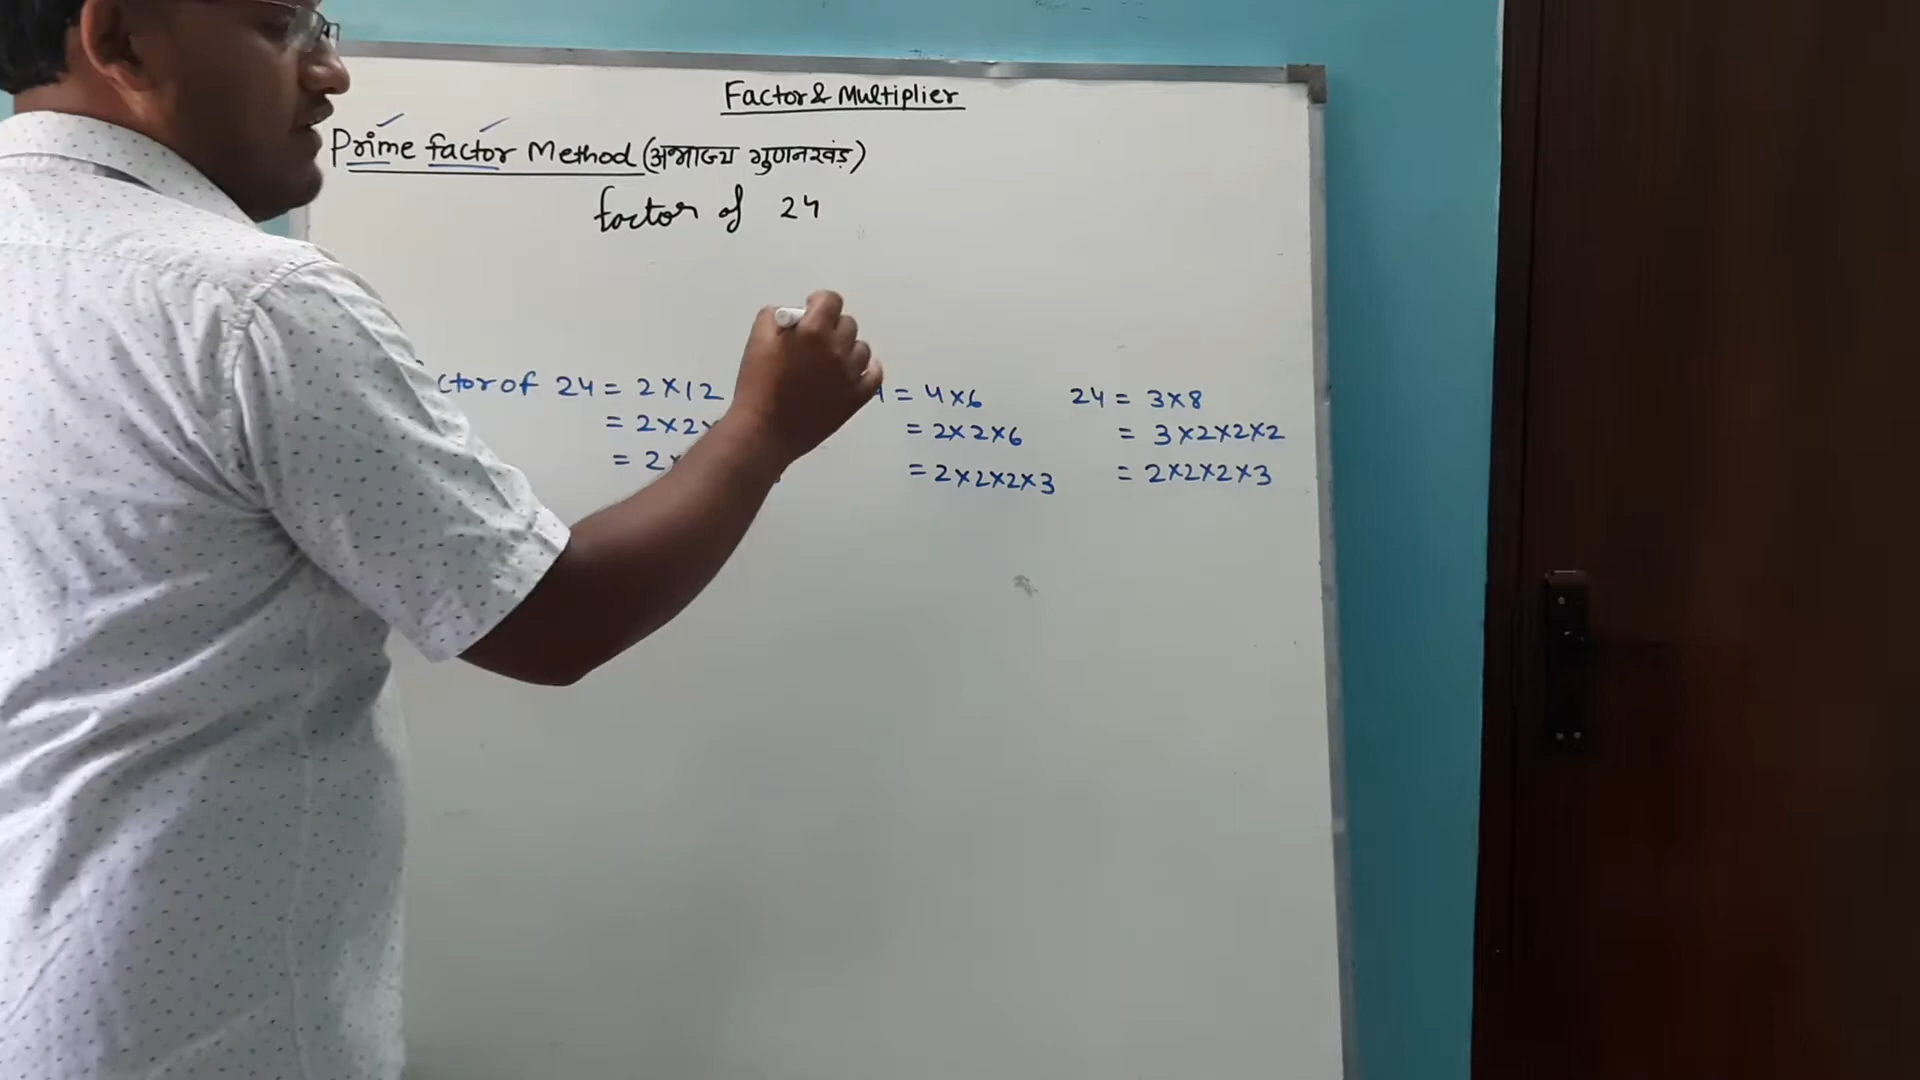 Factor & Multiplier
Prime factor Method (अभाज्य गुणनखंड)
factor of 24
ctor of 24 = 2×12
= 2×2×
= 2×
= 4×6
= 2×2×6
= 2×2×2×3
24 = 3×8
= 3×2×2×2
= 2×2×2×3